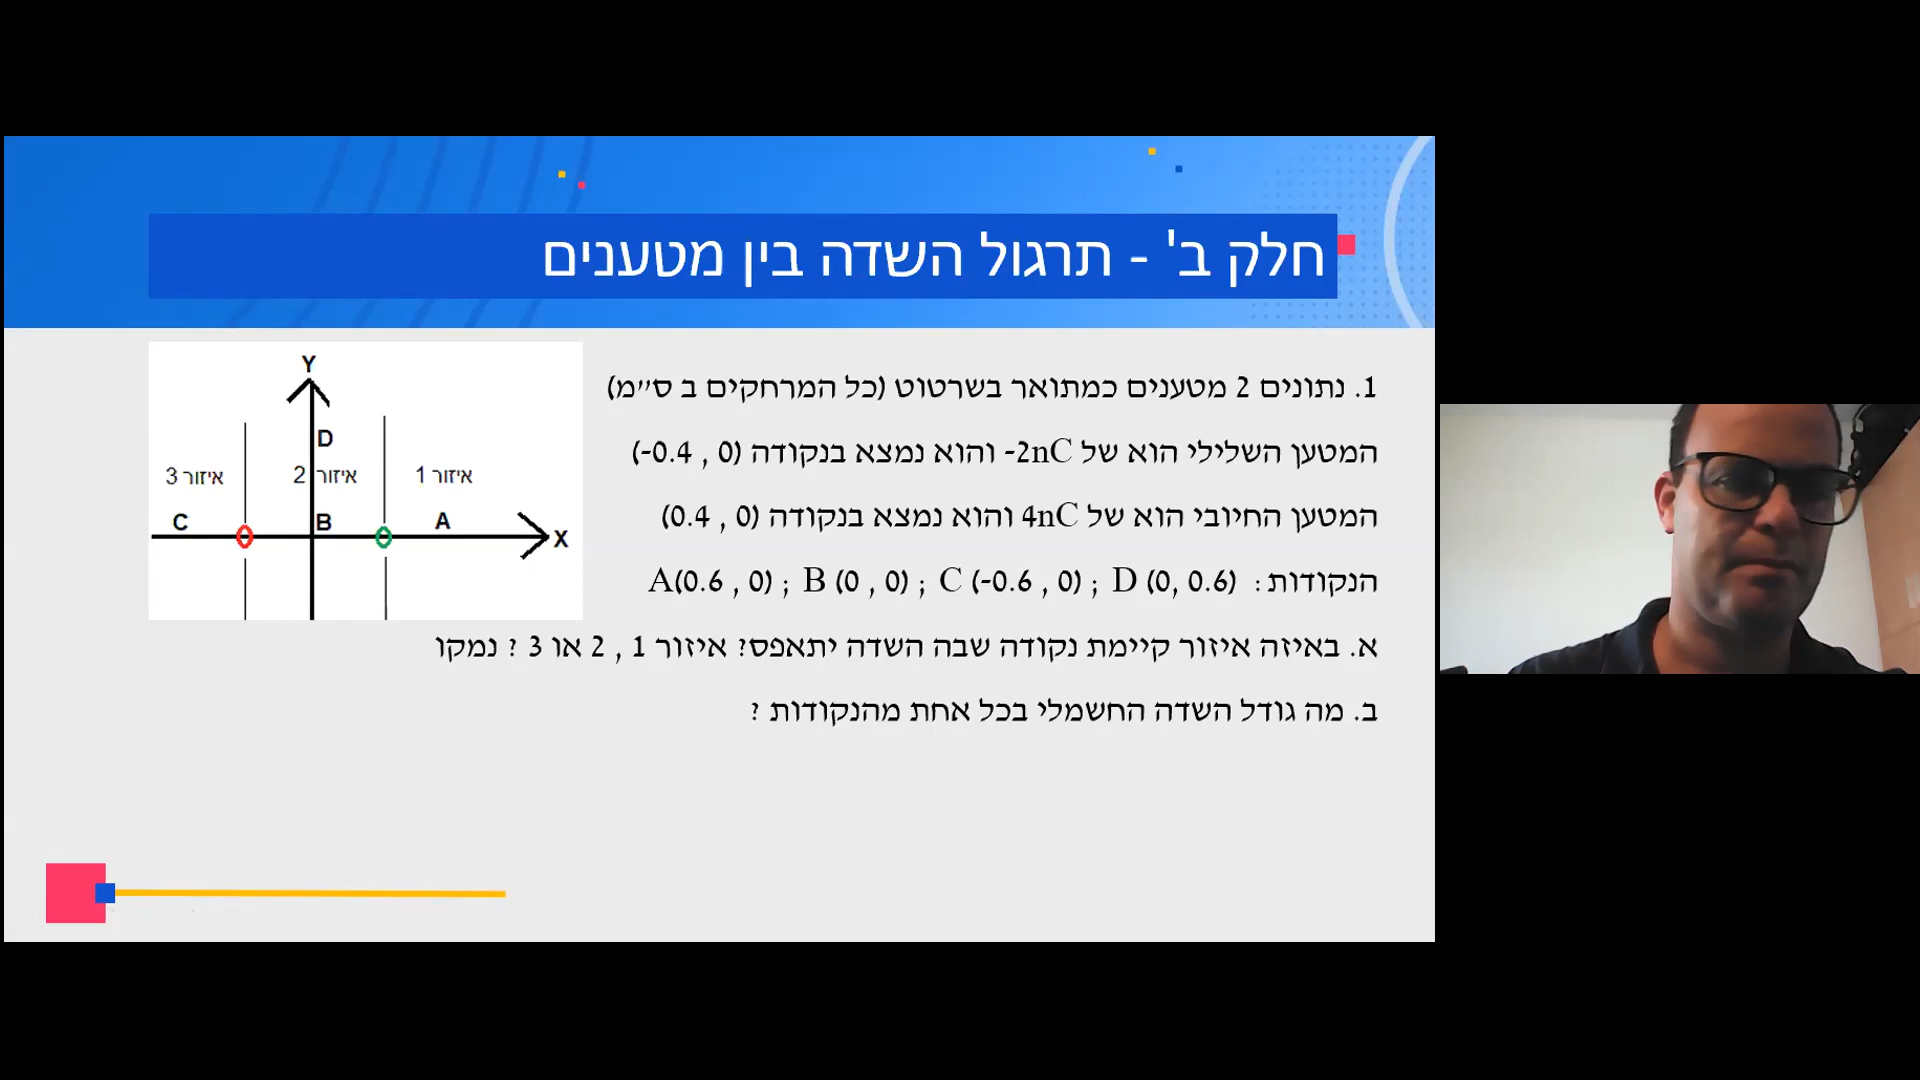 חלק ב' - תרגול השדה בין מטענים
1. נתונים 2 מטענים כמתואר בשרטוט (כל המרחקים ב ס״מ)
המטען השלילי הוא של -2nC והוא נמצא בנקודה (-0.4 , 0)
המטען החיובי הוא של 4nC והוא נמצא בנקודה (0.4 , 0)
הנקודות : A(0.6 , 0) ; B (0 , 0) ; C (-0.6 , 0) ; D (0, 0.6)
א. באיזה איזור קיימת נקודה שבה השדה יתאפס? איזור 1 , 2 או 3 ? נמקו
ב. מה גודל השדה החשמלי בכל אחת מהנקודות ?
Y
D
איזור 3
איזור 2
איזור 1
C
B
A
X